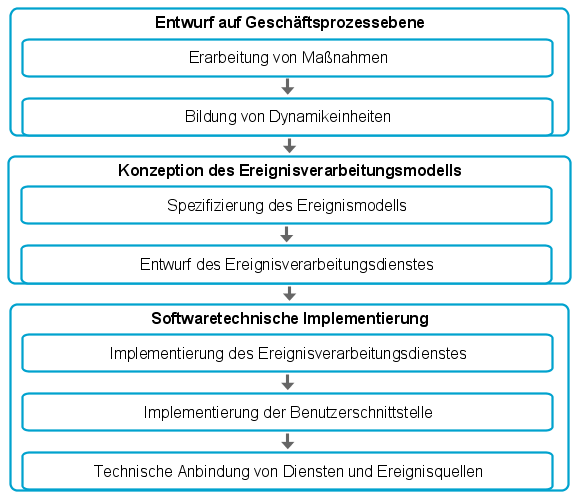 Entwurf auf Geschäftsprozessebene
Erarbeitung von Maßnahmen
Bildung von Dynamikeinheiten
Konzeption des Ereignisverarbeitungsmodells
Spezifizierung des Ereignismodells
Entwurf des Ereignisverarbeitungsdienstes
Softwaretechnische Implementierung
Implementierung des Ereignisverarbeitungsdienstes
Implementierung der Benutzerschnittstelle
Technische Anbindung von Diensten und Ereignisquellen